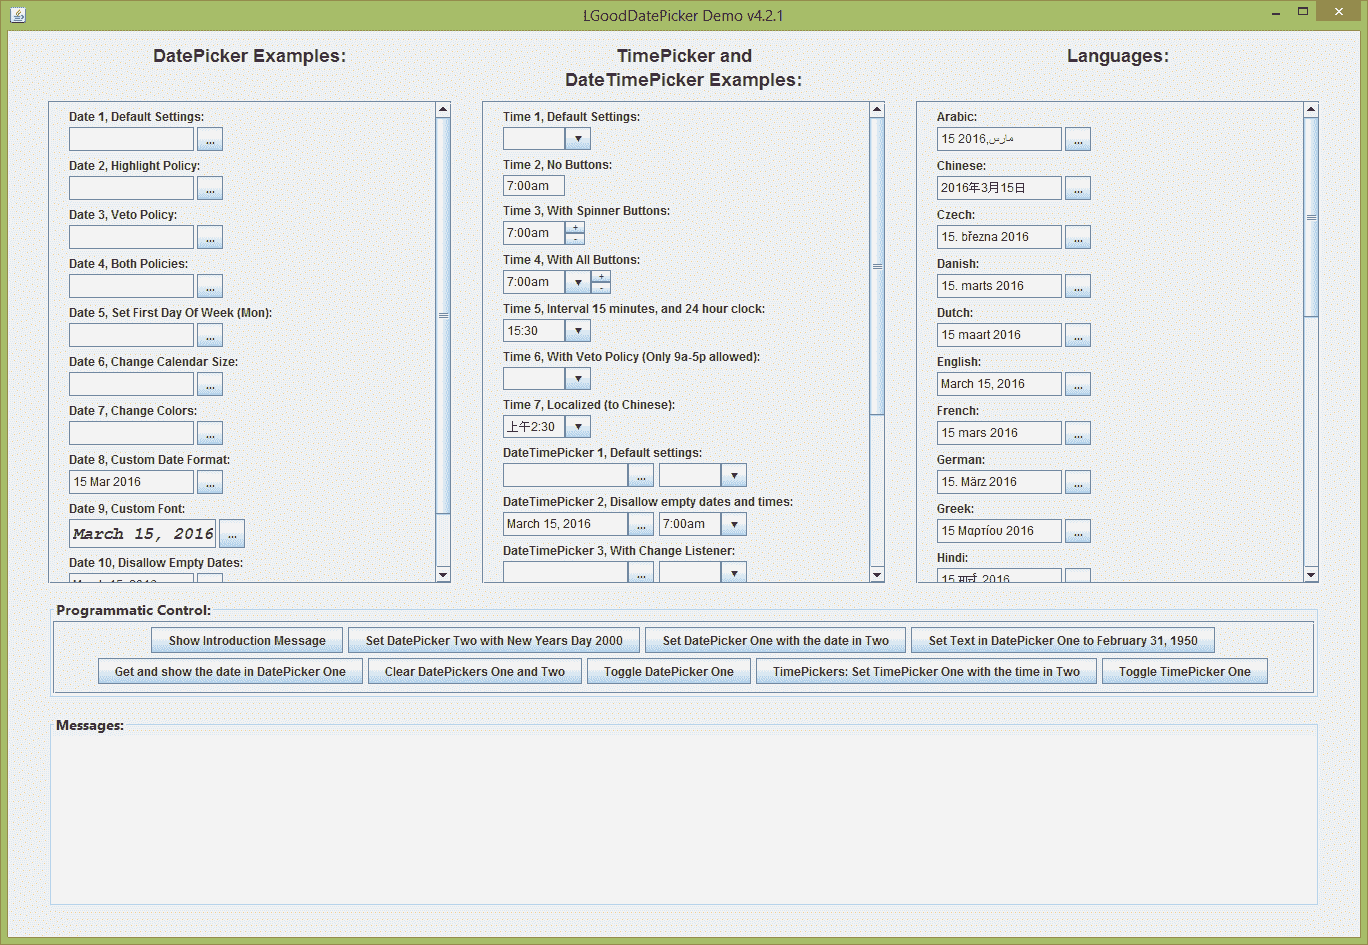 LGoodDatePicker Demo v4.2.1
DatePicker Examples:
Date 1, Default Settings:
...
Date 2, Highlight Policy:
...
Date 3, Veto Policy:
...
Date 4, Both Policies:
...
Date 5, Set First Day Of Week (Mon):
...
Date 6, Change Calendar Size:
...
Date 7, Change Colors:
...
Date 8, Custom Date Format:
15 Mar 2016 ...
Date 9, Custom Font:
March 15, 2016 ...
Date 10, Disallow Empty Dates:
March 15, 2016
TimePicker and
DateTimePicker Examples:
Time 1, Default Settings:
Time 2, No Buttons:
7:00am
Time 3, With Spinner Buttons:
7:00am + -
Time 4, With All Buttons:
7:00am + -
Time 5, Interval 15 minutes, and 24 hour clock:
15:30
Time 6, With Veto Policy (Only 9a-5p allowed):
Time 7, Localized (to Chinese):
上午2:30
DateTimePicker 1, Default settings:
...
DateTimePicker 2, Disallow empty dates and times:
March 15, 2016 ... 7:00am
DateTimePicker 3, With Change Listener:
...
Languages:
Arabic:
15 مارس,2016 ...
Chinese:
2016年3月15日 ...
Czech:
15. března 2016 ...
Danish:
15. marts 2016 ...
Dutch:
15 maart 2016 ...
English:
March 15, 2016 ...
French:
15 mars 2016 ...
German:
15. März 2016 ...
Greek:
15 Μαρτίου 2016 ...
Hindi:
15 मार्च, 2016
Programmatic Control:
Show Introduction Message
Set DatePicker Two with New Years Day 2000
Set DatePicker One with the date in Two
Set Text in DatePicker One to February 31, 1950
Get and show the date in DatePicker One
Clear DatePickers One and Two
Toggle DatePicker One
TimePickers: Set TimePicker One with the time in Two
Toggle TimePicker One
Messages: